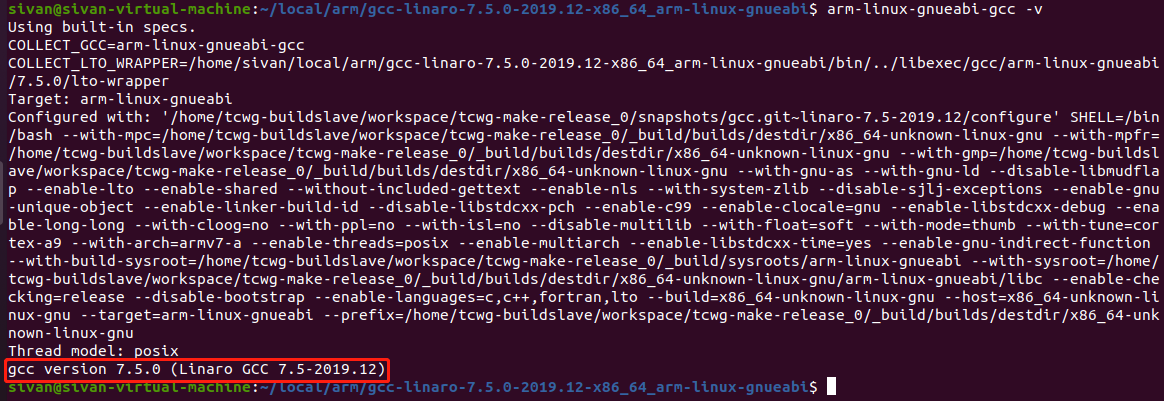 sivan@sivan-virtual-machine:~/local/arm/gcc-linaro-7.5.0-2019.12-x86_64_arm-linux-gnueabi$ arm-linux-gnueabi-gcc -v
Using built-in specs.
COLLECT_GCC=arm-linux-gnueabi-gcc
COLLECT_LTO_WRAPPER=/home/sivan/local/arm/gcc-linaro-7.5.0-2019.12-x86_64_arm-linux-gnueabi/bin/../libexec/gcc/arm-linux-gnueabi
/7.5.0/lto-wrapper
Target: arm-linux-gnueabi
Configured with: '/home/tcwg-buildslave/workspace/tcwg-make-release_0/snapshots/gcc.git~linaro-7.5-2019.12/configure' SHELL=/bin
/bash --with-mpc=/home/tcwg-buildslave/workspace/tcwg-make-release_0/_build/builds/destdir/x86_64-unknown-linux-gnu --with-mpfr=
/home/tcwg-buildslave/workspace/tcwg-make-release_0/_build/builds/destdir/x86_64-unknown-linux-gnu --with-gmp=/home/tcwg-buildsl
ave/workspace/tcwg-make-release_0/_build/builds/destdir/x86_64-unknown-linux-gnu --with-gnu-as --with-gnu-ld --disable-libmudfla
p --enable-lto --enable-shared --without-included-gettext --enable-nls --with-system-zlib --disable-sjlj-exceptions --enable-gnu
-unique-object --enable-linker-build-id --disable-libstdcxx-pch --enable-c99 --enable-clocale=gnu --enable-libstdcxx-debug --ena
ble-long-long --with-cloog=no --with-ppl=no --with-isl=no --disable-multilib --with-float=soft --with-mode=thumb --with-tune=cor
tex-a9 --with-arch=armv7-a --enable-threads=posix --enable-multiarch --enable-libstdcxx-time=yes --enable-gnu-indirect-function
--with-build-sysroot=/home/tcwg-buildslave/workspace/tcwg-make-release_0/_build/sysroots/arm-linux-gnueabi --with-sysroot=/home/
tcwg-buildslave/workspace/tcwg-make-release_0/_build/builds/destdir/x86_64-unknown-linux-gnu/arm-linux-gnueabi/libc --enable-che
cking=release --disable-bootstrap --enable-languages=c,c++,fortran,lto --build=x86_64-unknown-linux-gnu --host=x86_64-unknown-li
nux-gnu --target=arm-linux-gnueabi --prefix=/home/tcwg-buildslave/workspace/tcwg-make-release_0/_build/builds/destdir/x86_64-unk
nown-linux-gnu
Thread model: posix
gcc version 7.5.0 (Linaro GCC 7.5-2019.12)
sivan@sivan-virtual-machine:~/local/arm/gcc-linaro-7.5.0-2019.12-x86_64_arm-linux-gnueabi$